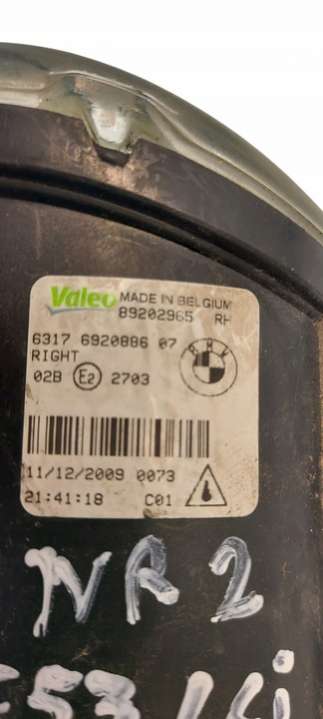 Valeo MADE IN BELGIUM
89202965 RH
6317 6920886 07
RIGHT
BMW
02B E2 2703
11/12/2009 0073
21:41:18 C01
NR 2